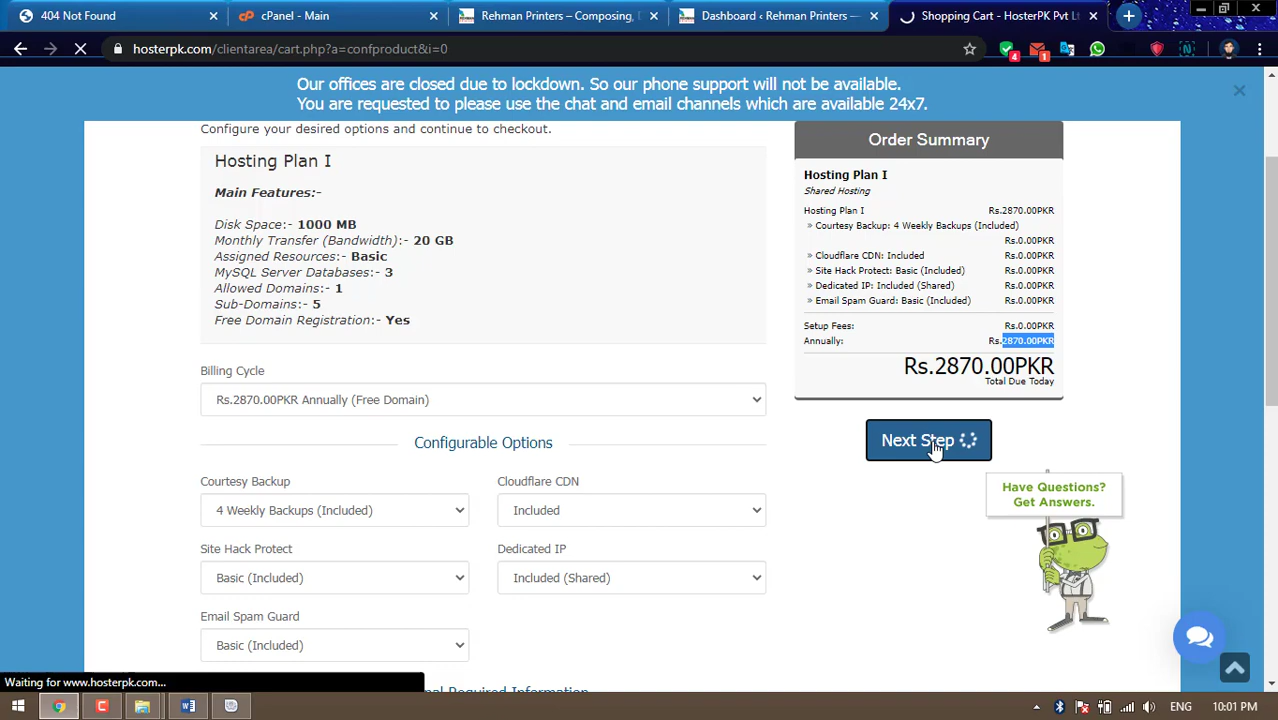 404 Not Found
cPanel - Main
Rehman Printers – Composing, D
Dashboard ‹ Rehman Printers —
Shopping Cart - HosterPK Pvt Lt
hosterpk.com/clientarea/cart.php?a=confproduct&i=0
4
1
Our offices are closed due to lockdown. So our phone support will not be available.
You are requested to please use the chat and email channels which are available 24x7.
Configure your desired options and continue to checkout.
Hosting Plan I
Main Features:-
Disk Space:- 1000 MB
Monthly Transfer (Bandwidth):- 20 GB
Assigned Resources:- Basic
MySQL Server Databases:- 3
Allowed Domains:- 1
Sub-Domains:- 5
Free Domain Registration:- Yes
Billing Cycle
Rs.2870.00PKR Annually (Free Domain)
Configurable Options
Courtesy Backup
4 Weekly Backups (Included)
Cloudflare CDN
Included
Site Hack Protect
Basic (Included)
Dedicated IP
Included (Shared)
Email Spam Guard
Basic (Included)
Order Summary
Hosting Plan I
Shared Hosting
Hosting Plan I Rs.2870.00PKR
» Courtesy Backup: 4 Weekly Backups (Included)
Rs.0.00PKR
» Cloudflare CDN: Included Rs.0.00PKR
» Site Hack Protect: Basic (Included) Rs.0.00PKR
» Dedicated IP: Included (Shared) Rs.0.00PKR
» Email Spam Guard: Basic (Included) Rs.0.00PKR
Setup Fees: Rs.0.00PKR
Annually: Rs.2870.00PKR
Rs.2870.00PKR
Total Due Today
Next Step
Have Questions?
Get Answers.
Waiting for www.hosterpk.com...
Required Information
ENG
10:01 PM